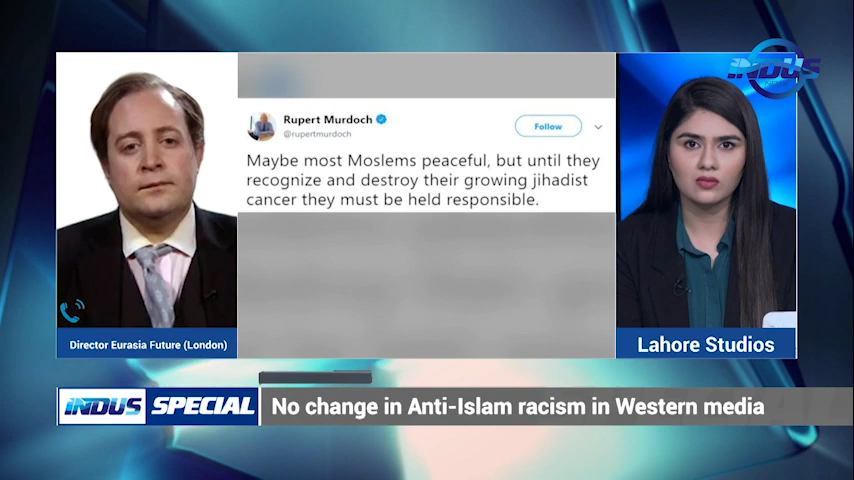 INDUS
Rupert Murdoch
@rupertmurdoch
Follow
Maybe most Moslems peaceful, but until they
recognize and destroy their growing jihadist
cancer they must be held responsible.
Director Eurasia Future (London)
Lahore Studios
INDUS SPECIAL
No change in Anti-Islam racism in Western media